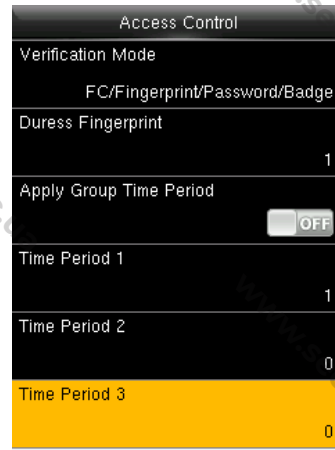 Access Control
Verification Mode
FC/Fingerprint/Password/Badge
Duress Fingerprint
1
Apply Group Time Period
OFF
Time Period 1
1
Time Period 2
0
Time Period 3
0